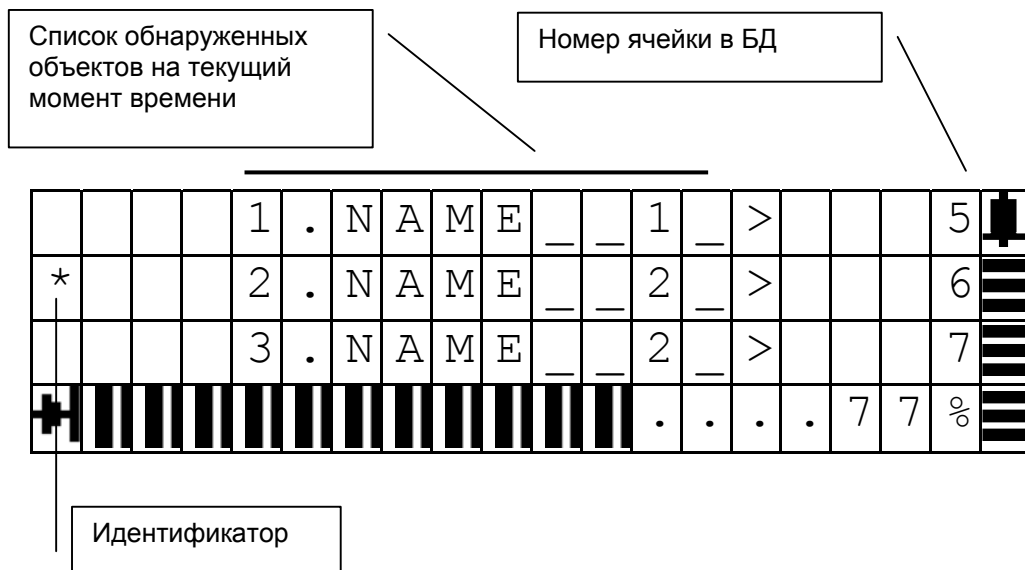 Список обнаруженных
объектов на текущий
момент времени
Номер ячейки в БД
1.NAME__1_> 5
* 2.NAME__2_> 6
3.NAME__2_> 7
....77%
Идентификатор